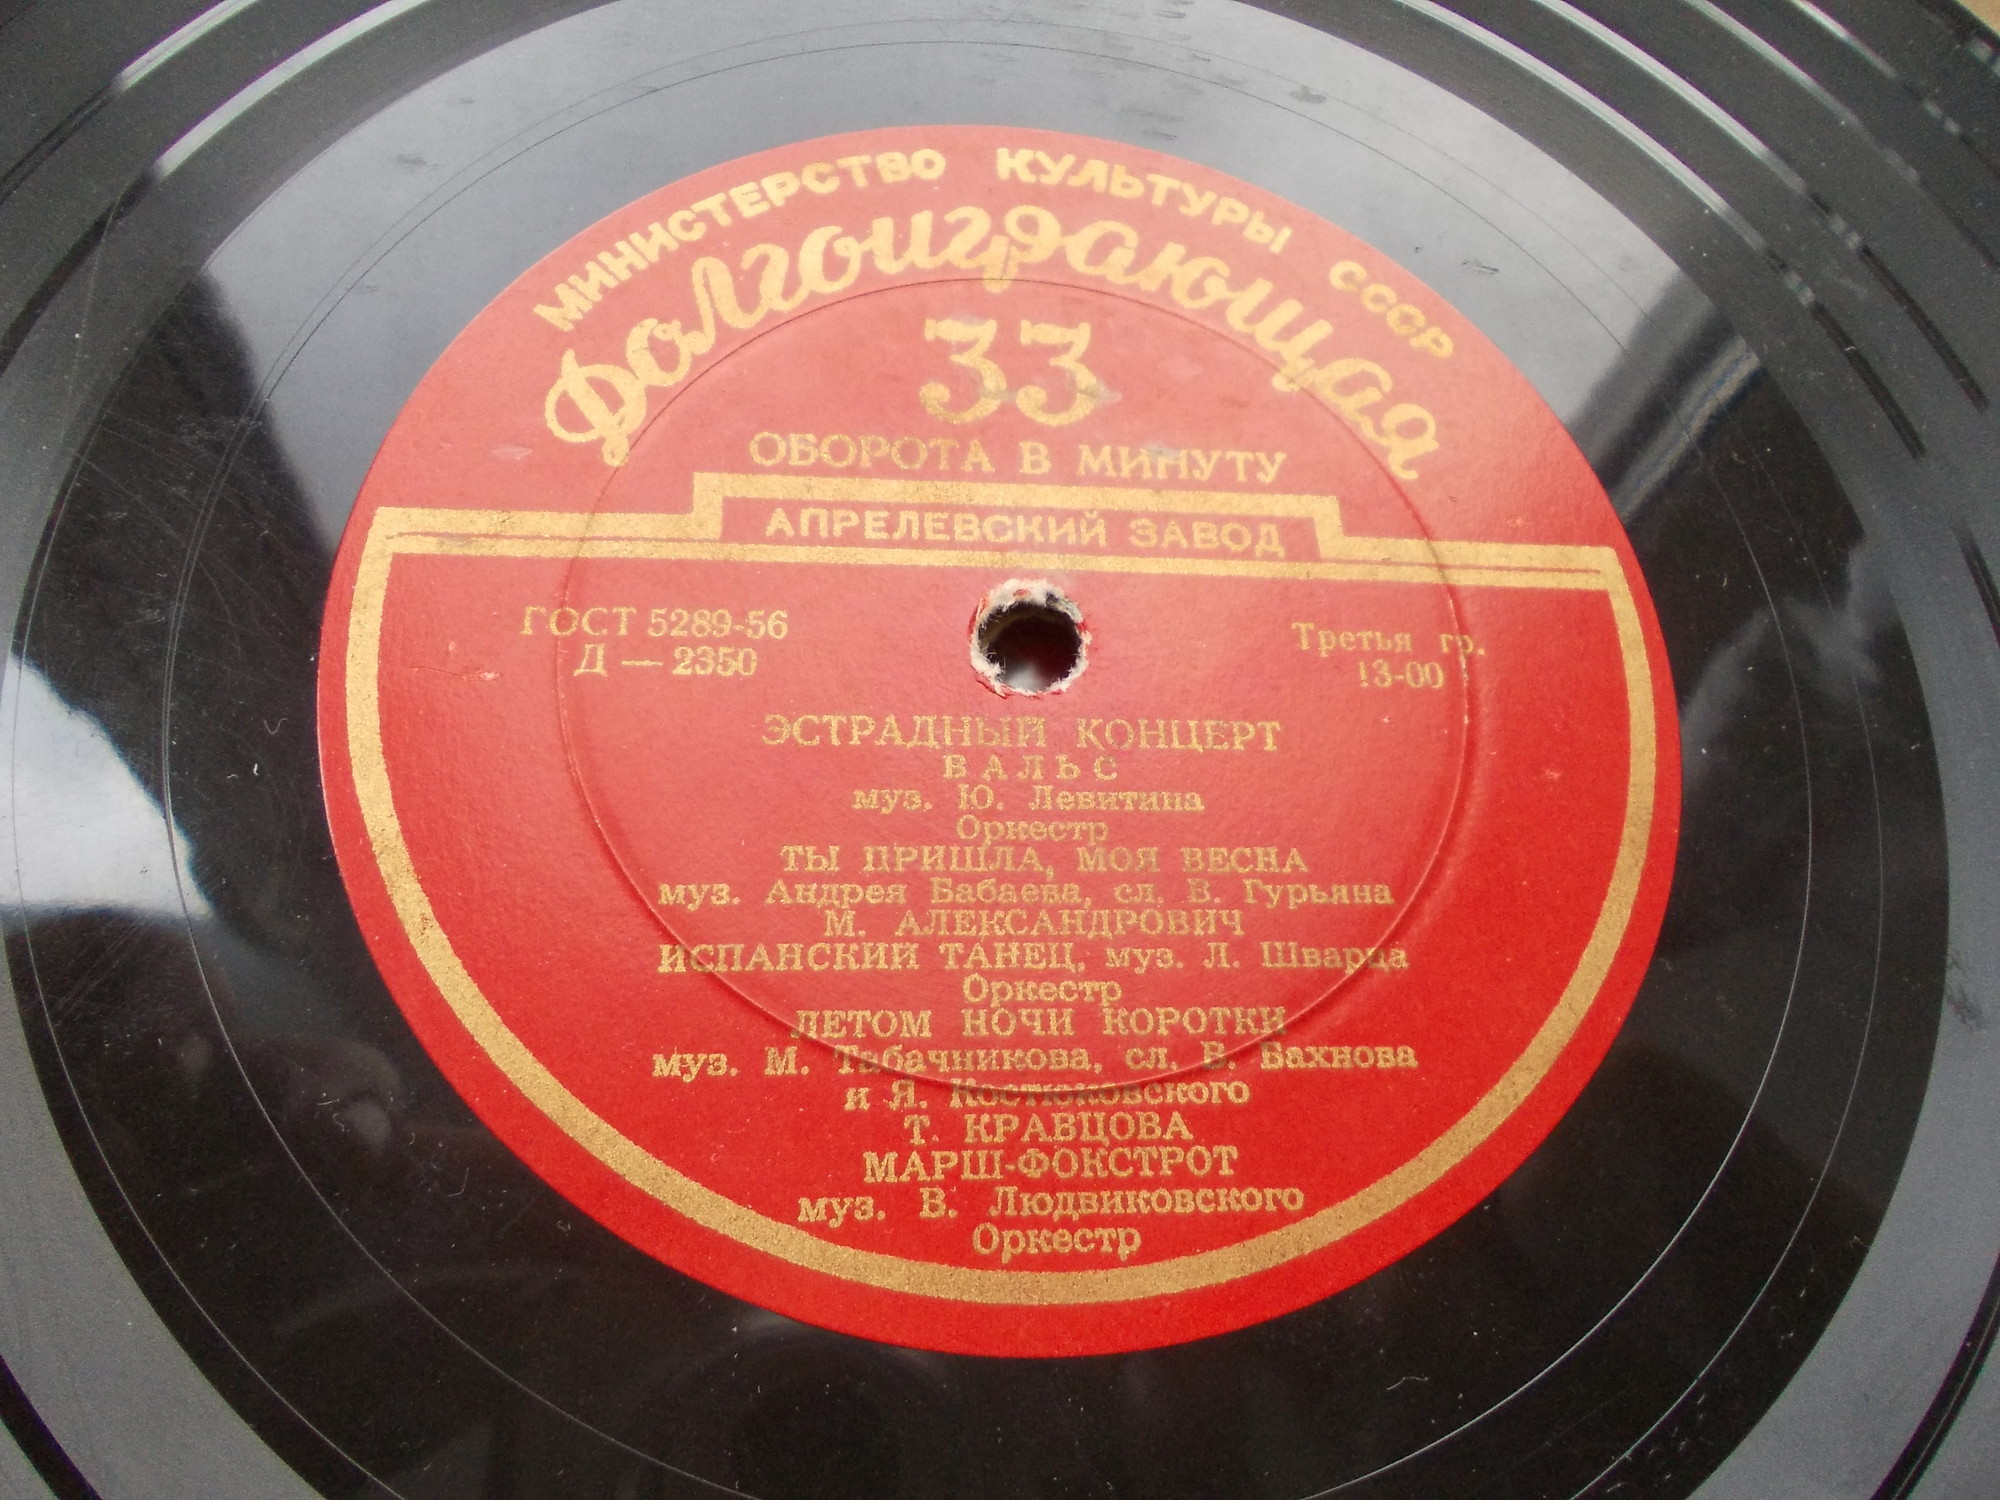 МИНИСТЕРСТВО КУЛЬТУРЫ СССР
Долгоиграющая
33
ОБОРОТА В МИНУТУ
АПРЕЛЕВСКИЙ ЗАВОД
ГОСТ 5289-56
Д — 2350
Третья гр.
13-00
ЭСТРАДНЫЙ КОНЦЕРТ
ВАЛЬС
муз. Ю. Левитина
Оркестр
ТЫ ПРИШЛА, МОЯ ВЕСНА
муз. Андрея Бабаева, сл. В. Гурьяна
М. АЛЕКСАНДРОВИЧ
ИСПАНСКИЙ ТАНЕЦ, муз. Л. Шварца
Оркестр
ЛЕТОМ НОЧИ КОРОТКИ
муз. М. Табачникова, сл. В. Бахнова
и Я. Костюковского
Т. КРАВЦОВА
МАРШ-ФОКСТРОТ
муз. В. Людвиковского
Оркестр